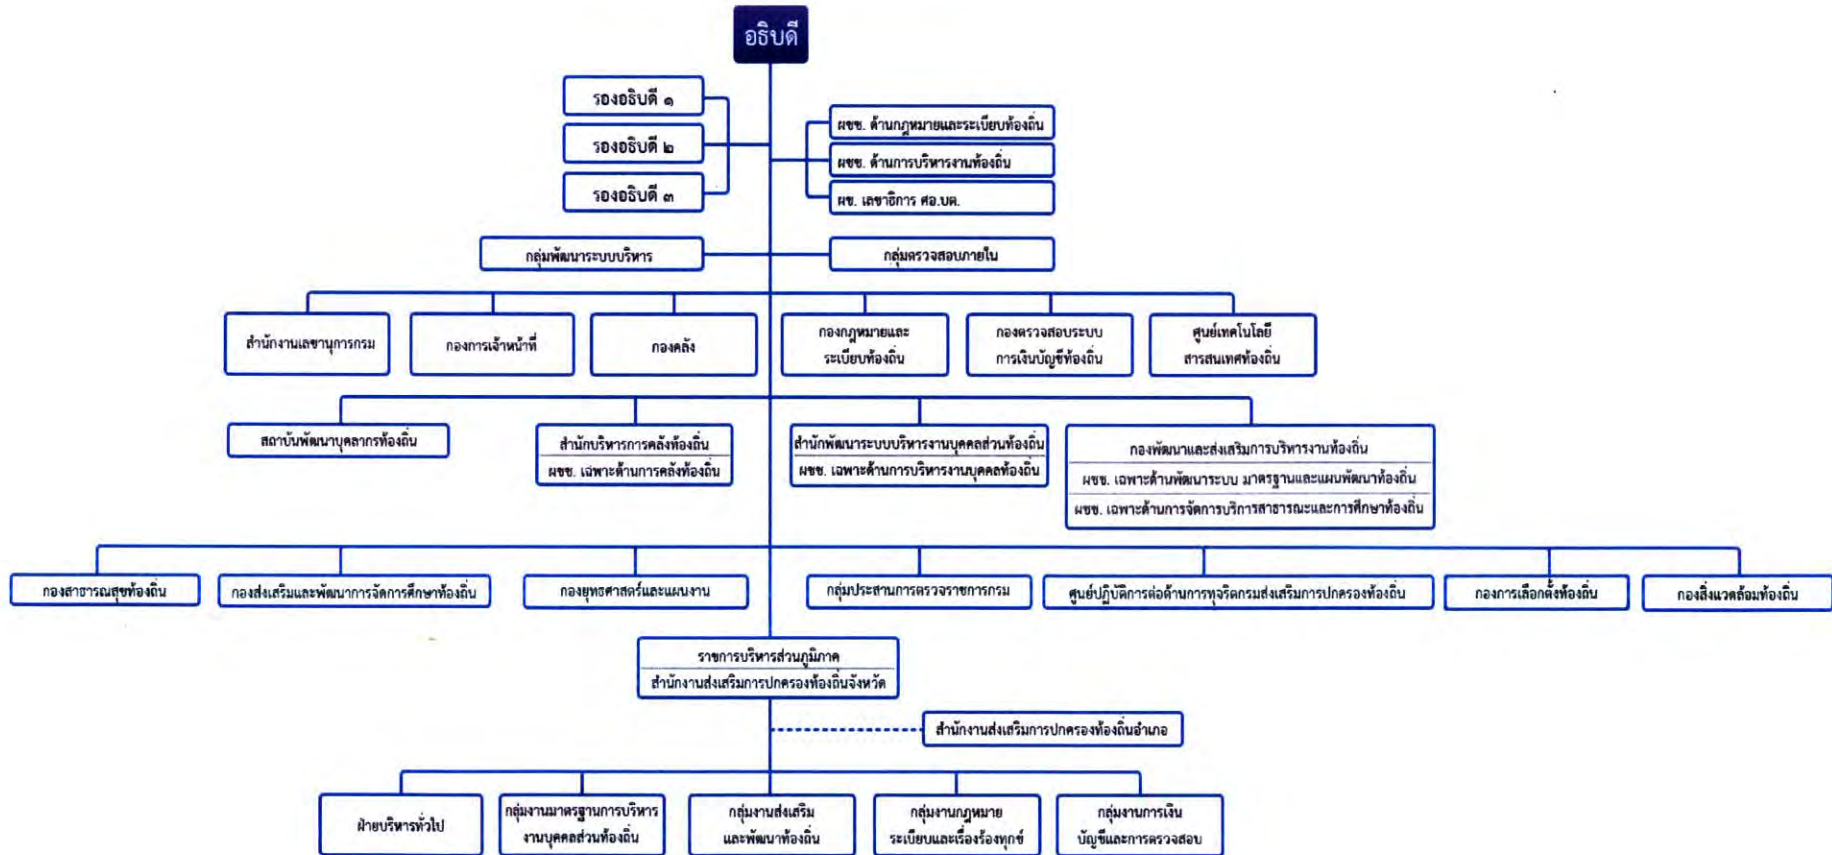 อธิบดี
รองอธิบดี ๑
รองอธิบดี ๒
รองอธิบดี ๓
ผชช. ด้านกฎหมายและระเบียบท้องถิ่น
ผชช. ด้านการบริหารงานท้องถิ่น
ผช. เลขาธิการ ศอ.บต.
กลุ่มพัฒนาระบบบริหาร
กลุ่มตรวจสอบภายใน
สำนักงานเลขานุการกรม
กองการเจ้าหน้าที่
กองคลัง
กองกฎหมายและ
ระเบียบท้องถิ่น
กองตรวจสอบระบบ
การเงินบัญชีท้องถิ่น
ศูนย์เทคโนโลยี
สารสนเทศท้องถิ่น
สถาบันพัฒนาบุคลากรท้องถิ่น
สำนักบริหารการคลังท้องถิ่น
ผชช. เฉพาะด้านการคลังท้องถิ่น
สำนักพัฒนาระบบบริหารงานบุคคลส่วนท้องถิ่น
ผชช. เฉพาะด้านการบริหารงานบุคคลท้องถิ่น
กองพัฒนาและส่งเสริมการบริหารงานท้องถิ่น
ผชช. เฉพาะด้านพัฒนาระบบ มาตรฐานและแผนพัฒนาท้องถิ่น
ผชช. เฉพาะด้านการจัดการบริการสาธารณะและการศึกษาท้องถิ่น
กองสาธารณสุขท้องถิ่น
กองส่งเสริมและพัฒนาการจัดการศึกษาท้องถิ่น
กองยุทธศาสตร์และแผนงาน
กลุ่มประสานการตรวจราชการกรม
ศูนย์ปฏิบัติการต่อต้านการทุจริตกรมส่งเสริมการปกครองท้องถิ่น
กองการเลือกตั้งท้องถิ่น
กองสิ่งแวดล้อมท้องถิ่น
ราชการบริหารส่วนภูมิภาค
สำนักงานส่งเสริมการปกครองท้องถิ่นจังหวัด
สำนักงานส่งเสริมการปกครองท้องถิ่นอำเภอ
ฝ่ายบริหารทั่วไป
กลุ่มงานมาตรฐานการบริหาร
งานบุคคลส่วนท้องถิ่น
กลุ่มงานส่งเสริม
และพัฒนาท้องถิ่น
กลุ่มงานกฎหมาย
ระเบียบและเรื่องร้องทุกข์
กลุ่มงานการเงิน
บัญชีและการตรวจสอบ